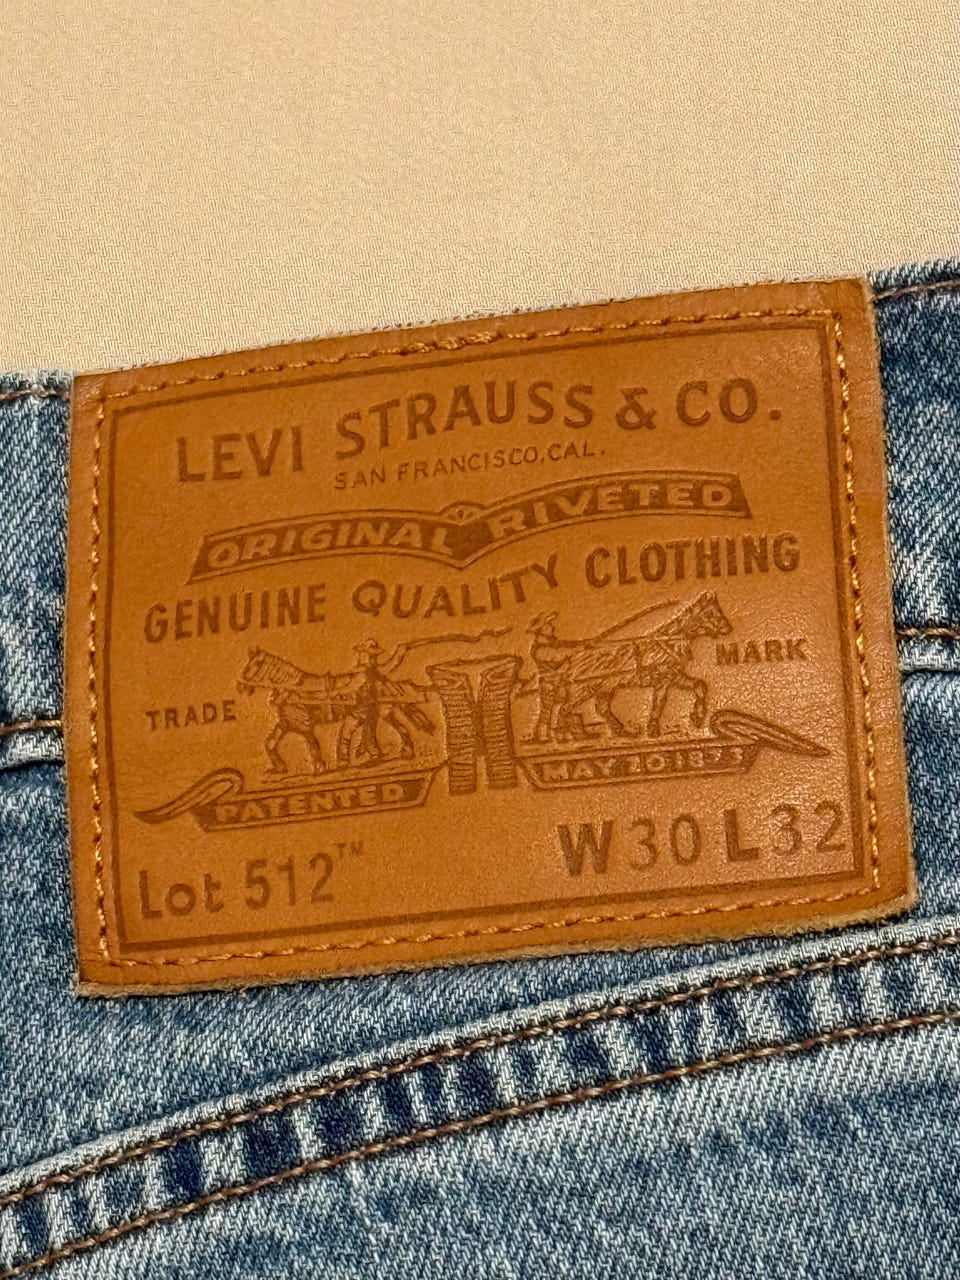 LEVI STRAUSS & CO.
SAN FRANCISCO, CAL.
ORIGINAL RIVETED
GENUINE QUALITY CLOTHING
TRADE MARK
PATENTED MAY 20 1873
Lot 512™ W30 L32